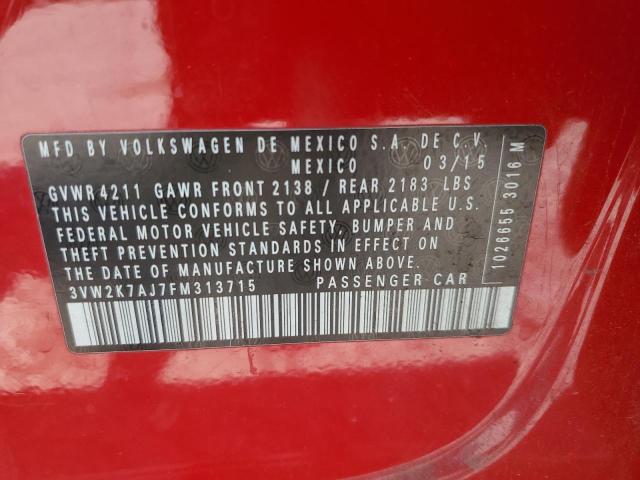 MFD BY VOLKSWAGEN DE MEXICO S.A. DE C.V.
MEXICO 03/15
GVWR 4211 GAWR FRONT 2138 / REAR 2183 LBS
THIS VEHICLE CONFORMS TO ALL APPLICABLE U.S.
FEDERAL MOTOR VEHICLE SAFETY, BUMPER AND
THEFT PREVENTION STANDARDS IN EFFECT ON
THE DATE OF MANUFACTURE SHOWN ABOVE.
3VW2K7AJ7FM313715 PASSENGER CAR
1026655 3016 M